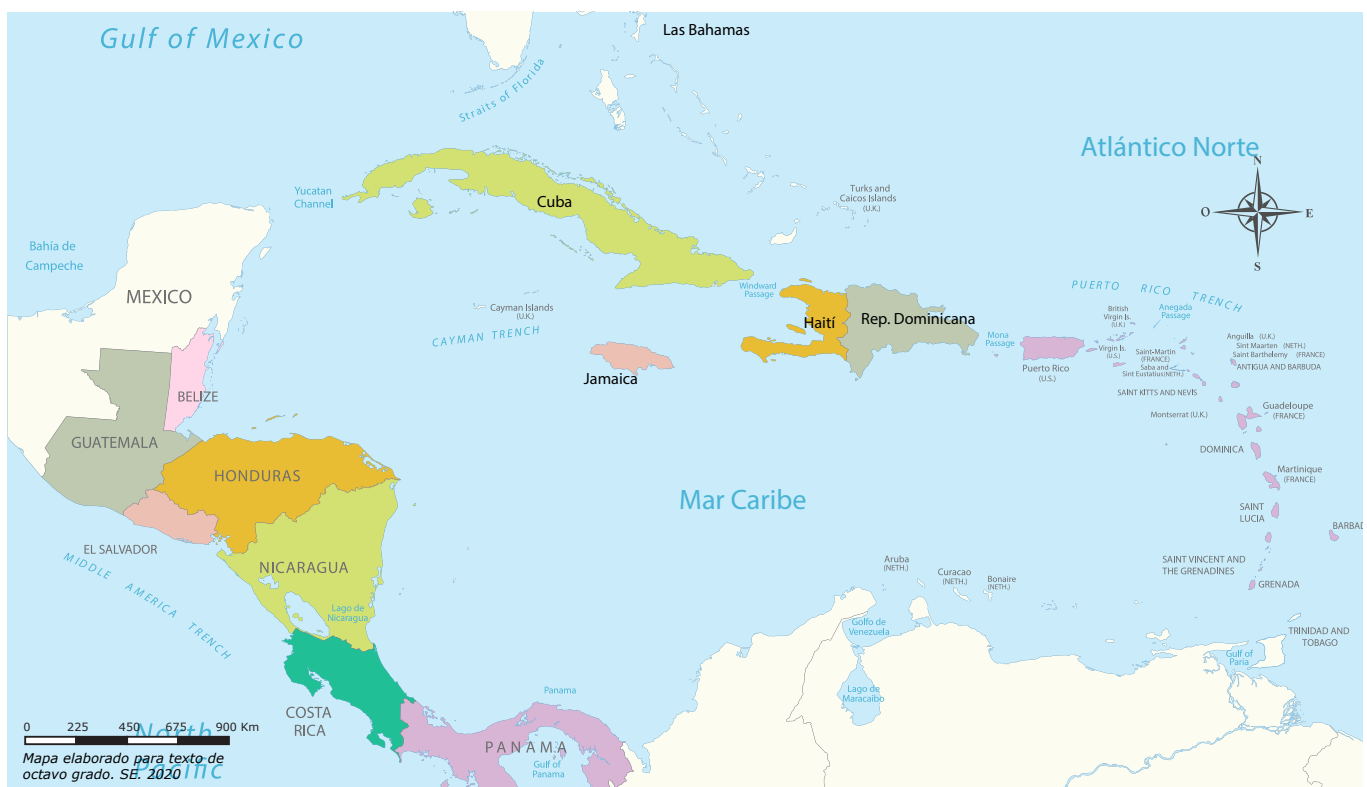 Gulf of Mexico
Las Bahamas
Straits of Florida
Atlántico Norte
N
O
E
S
Yucatan
Channel
Cuba
Turks and
Caicos Islands
(U.K.)
Bahía de
Campeche
MEXICO
Windward
Passage
PUERTO RICO TRENCH
Cayman Islands
(U.K.)
CAYMAN TRENCH
Haití
Rep. Dominicana
Mona
Passage
British
Virgin Is.
(U.K.)
Anegada
Passage
Anguilla (U.K.)
Sint Maarten (NETH.)
Saint Barthelemy (FRANCE)
ANTIGUA AND BARBUDA
Virgin Is.
(U.S.)
Saint-Martin
(FRANCE)
Saba and
Sint Eustatius(NETH.)
Puerto Rico
(U.S.)
SAINT KITTS AND NEVIS
Jamaica
BELIZE
Montserrat (U.K.)
Guadeloupe
(FRANCE)
GUATEMALA
DOMINICA
HONDURAS
Martinique
(FRANCE)
Mar Caribe
SAINT
LUCIA
BARBAD
EL SALVADOR
MIDDLE AMERICA TRENCH
NICARAGUA
Aruba
(NETH.)
Curacao
(NETH.)
Bonaire
(NETH.)
SAINT VINCENT AND
THE GRENADINES
GRENADA
Lago de
Nicaragua
Golfo de
Venezuela
TRINIDAD AND
TOBAGO
Gulf of
Paria
Lago de
Maracaibo
Panama
COSTA
RICA
PANAMA
Gulf of
Panama
0 225 450 675 900 Km
North
Pacific
Mapa elaborado para texto de
octavo grado. SE. 2020